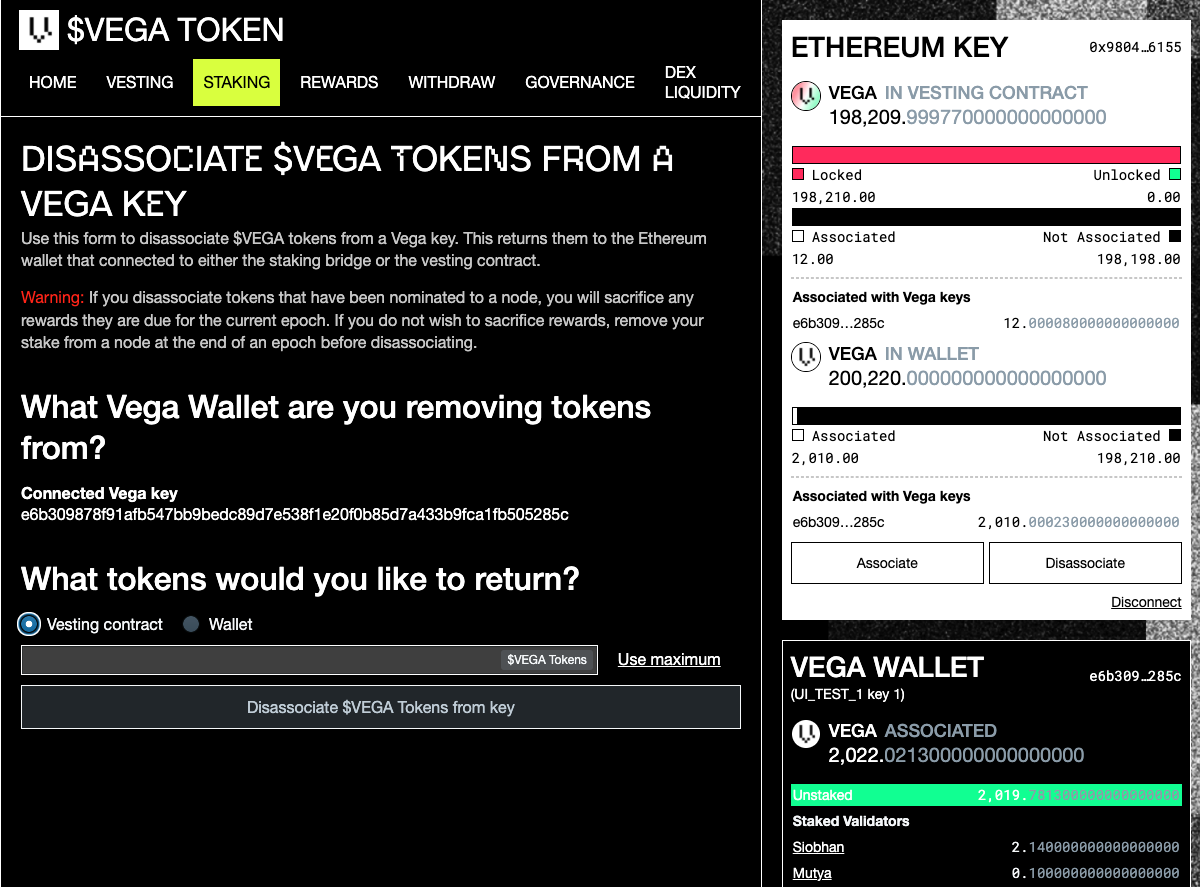 $VEGA TOKEN
HOME VESTING STAKING REWARDS WITHDRAW GOVERNANCE DEX
LIQUIDITY
DISASSOCIATE $VEGA TOKENS FROM A
VEGA KEY
Use this form to disassociate $VEGA tokens from a Vega key. This returns them to the Ethereum
wallet that connected to either the staking bridge or the vesting contract.
Warning: If you disassociate tokens that have been nominated to a node, you will sacrifice any
rewards they are due for the current epoch. If you do not wish to sacrifice rewards, remove your
stake from a node at the end of an epoch before disassociating.
What Vega Wallet are you removing tokens
from?
Connected Vega key
e6b309878f91afb547bb9bedc89d7e538f1e20f0b85d7a433b9fca1fb505285c
What tokens would you like to return?
Vesting contract Wallet
$VEGA Tokens Use maximum
Disassociate $VEGA Tokens from key
ETHEREUM KEY 0x9804…6155
VEGA IN VESTING CONTRACT
198,209.999770000000000000
Locked Unlocked
198,210.00 0.00
Associated Not Associated
12.00 198,198.00
Associated with Vega keys
e6b309…285c 12.000080000000000000
VEGA IN WALLET
200,220.000000000000000000
Associated Not Associated
2,010.00 198,210.00
Associated with Vega keys
e6b309…285c 2,010.000230000000000000
Associate Disassociate
Disconnect
VEGA WALLET e6b309…285c
(UI_TEST_1 key 1)
VEGA ASSOCIATED
2,022.021300000000000000
Unstaked 2,019.781300000000000000
Staked Validators
Siobhan 2.140000000000000000
Mutya 0.100000000000000000